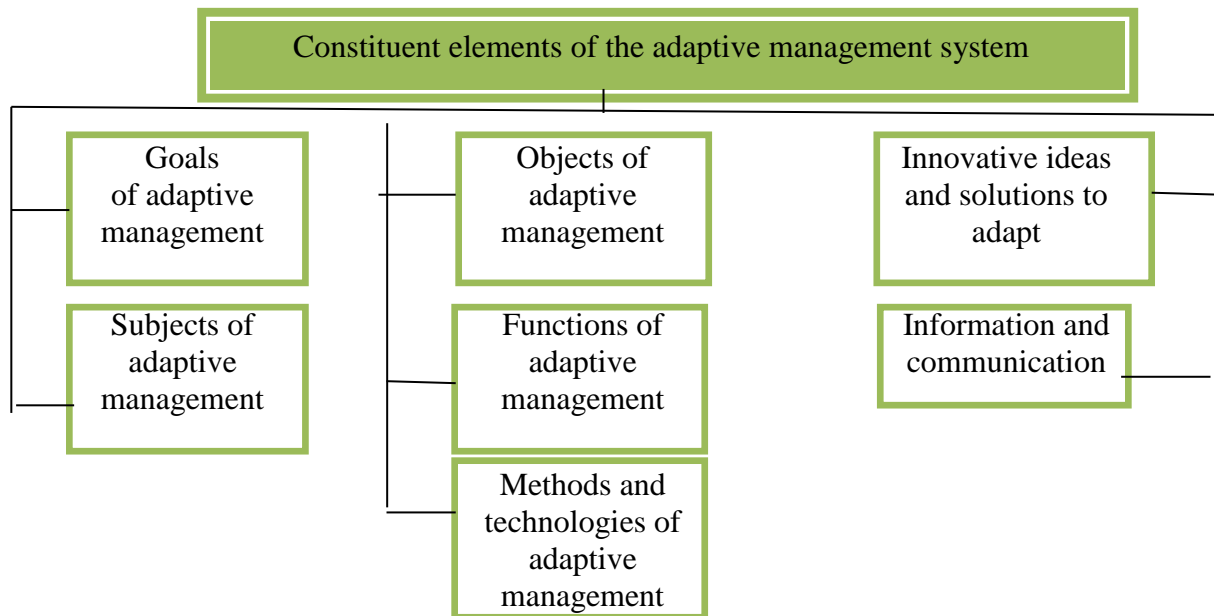 Constituent elements of the adaptive management system
Goals
of adaptive
management
Subjects of
adaptive
management
Objects of
adaptive
management
Functions of
adaptive
management
Methods and
technologies of
adaptive
management
Innovative ideas
and solutions to
adapt
Information and
communication